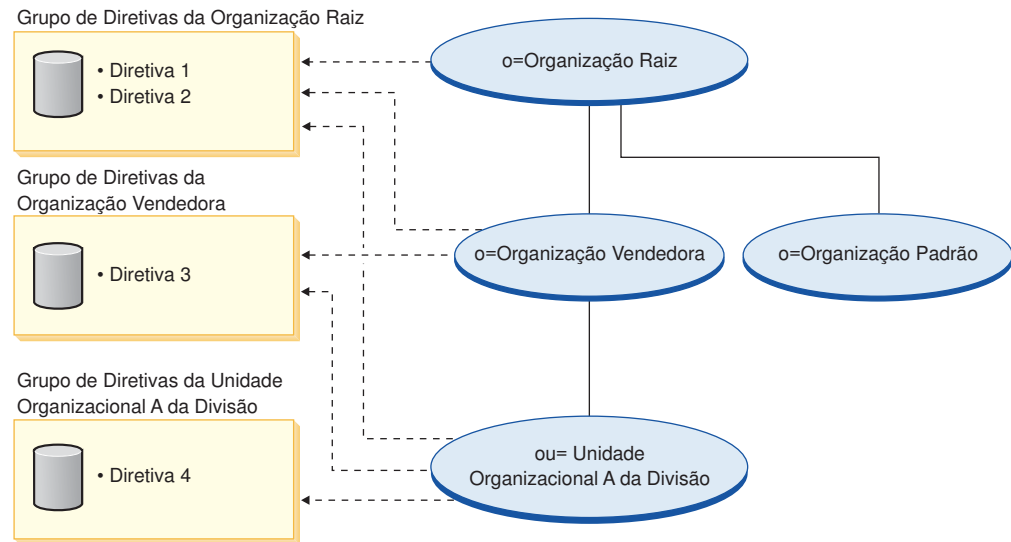 Grupo de Diretivas da Organização Raiz
• Diretiva 1
• Diretiva 2
o=Organização Raiz
Grupo de Diretivas da
Organização Vendedora
• Diretiva 3
o=Organização Vendedora
o=Organização Padrão
Grupo de Diretivas da Unidade
Organizacional A da Divisão
• Diretiva 4
ou= Unidade
Organizacional A da Divisão